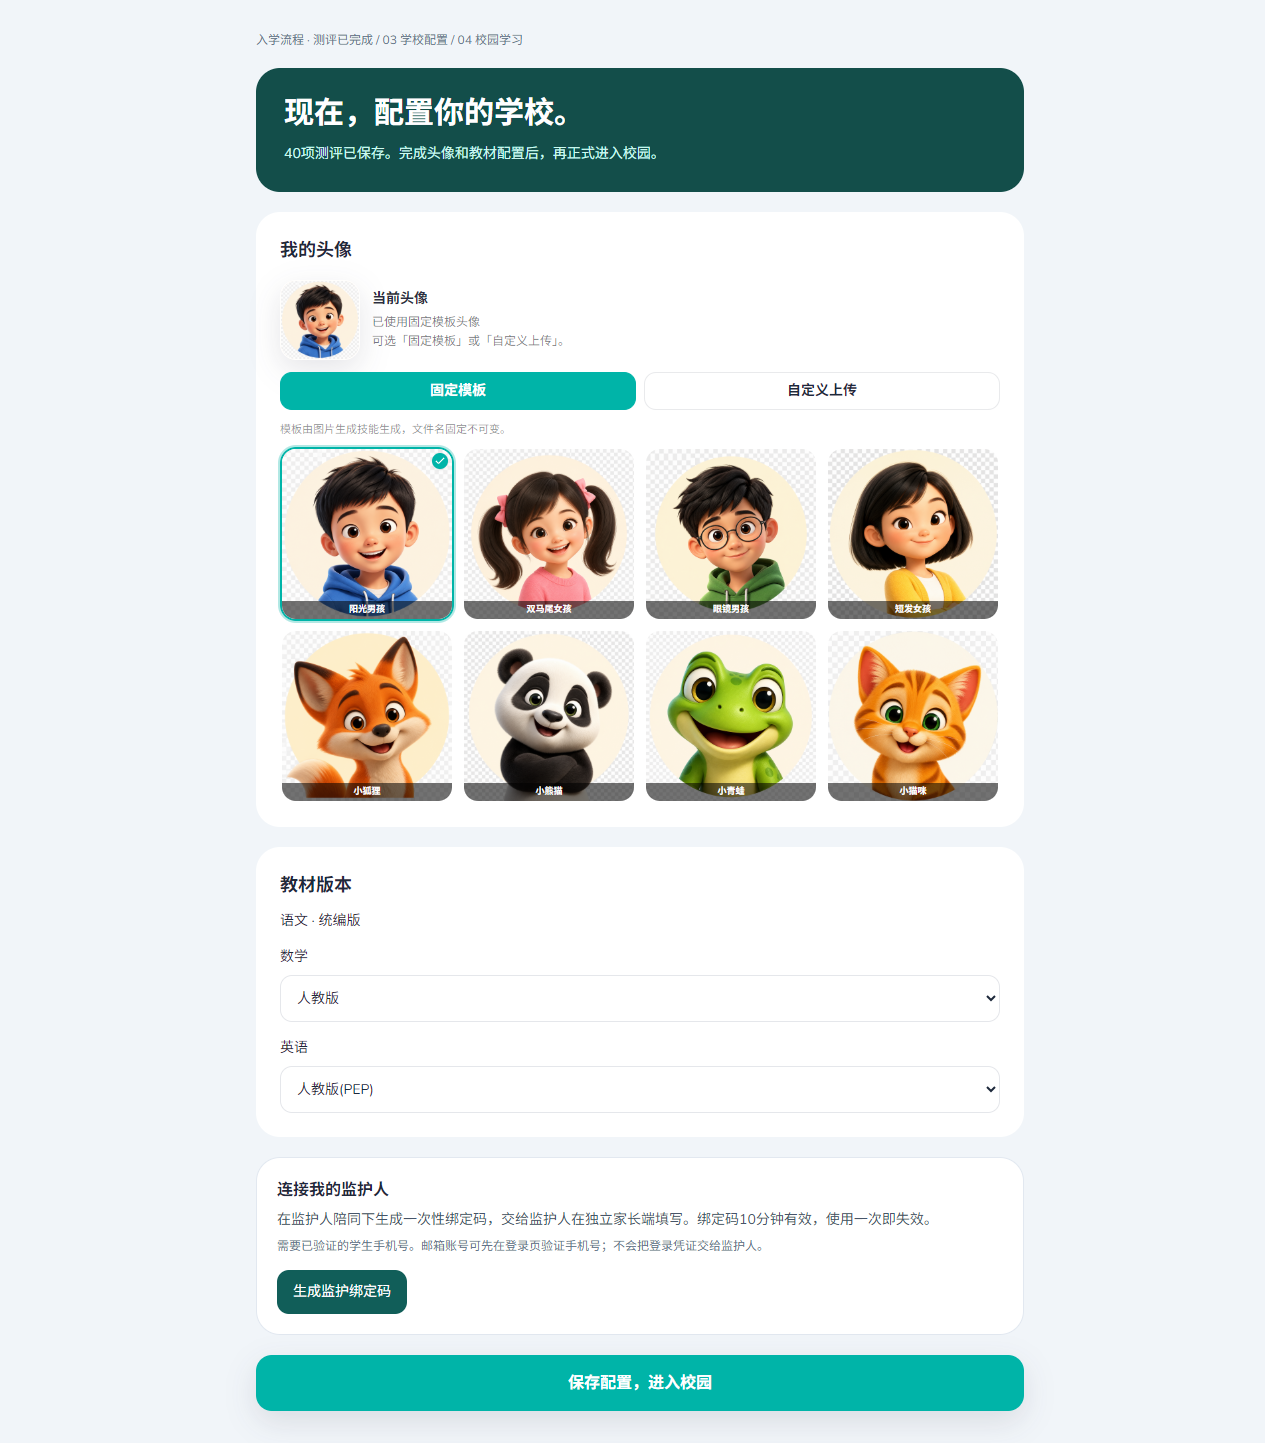 入学流程 · 测评已完成 / 03 学校配置 / 04 校园学习
现在，配置你的学校。
40项测评已保存。完成头像和教材配置后，再正式进入校园。
我的头像
当前头像
已使用固定模板头像
可选「固定模板」或「自定义上传」。
固定模板
自定义上传
模板由图片生成技能生成，文件名固定不可变。
阳光男孩
双马尾女孩
眼镜男孩
短发女孩
小狐狸
小熊猫
小青蛙
小猫咪
教材版本
语文 · 统编版
数学
人教版
英语
人教版(PEP)
连接我的监护人
在监护人陪同下生成一次性绑定码，交给监护人在独立家长端填写。绑定码10分钟有效，使用一次即失效。
需要已验证的学生手机号。邮箱账号可先在登录页验证手机号；不会把登录凭证交给监护人。
生成监护绑定码
保存配置，进入校园